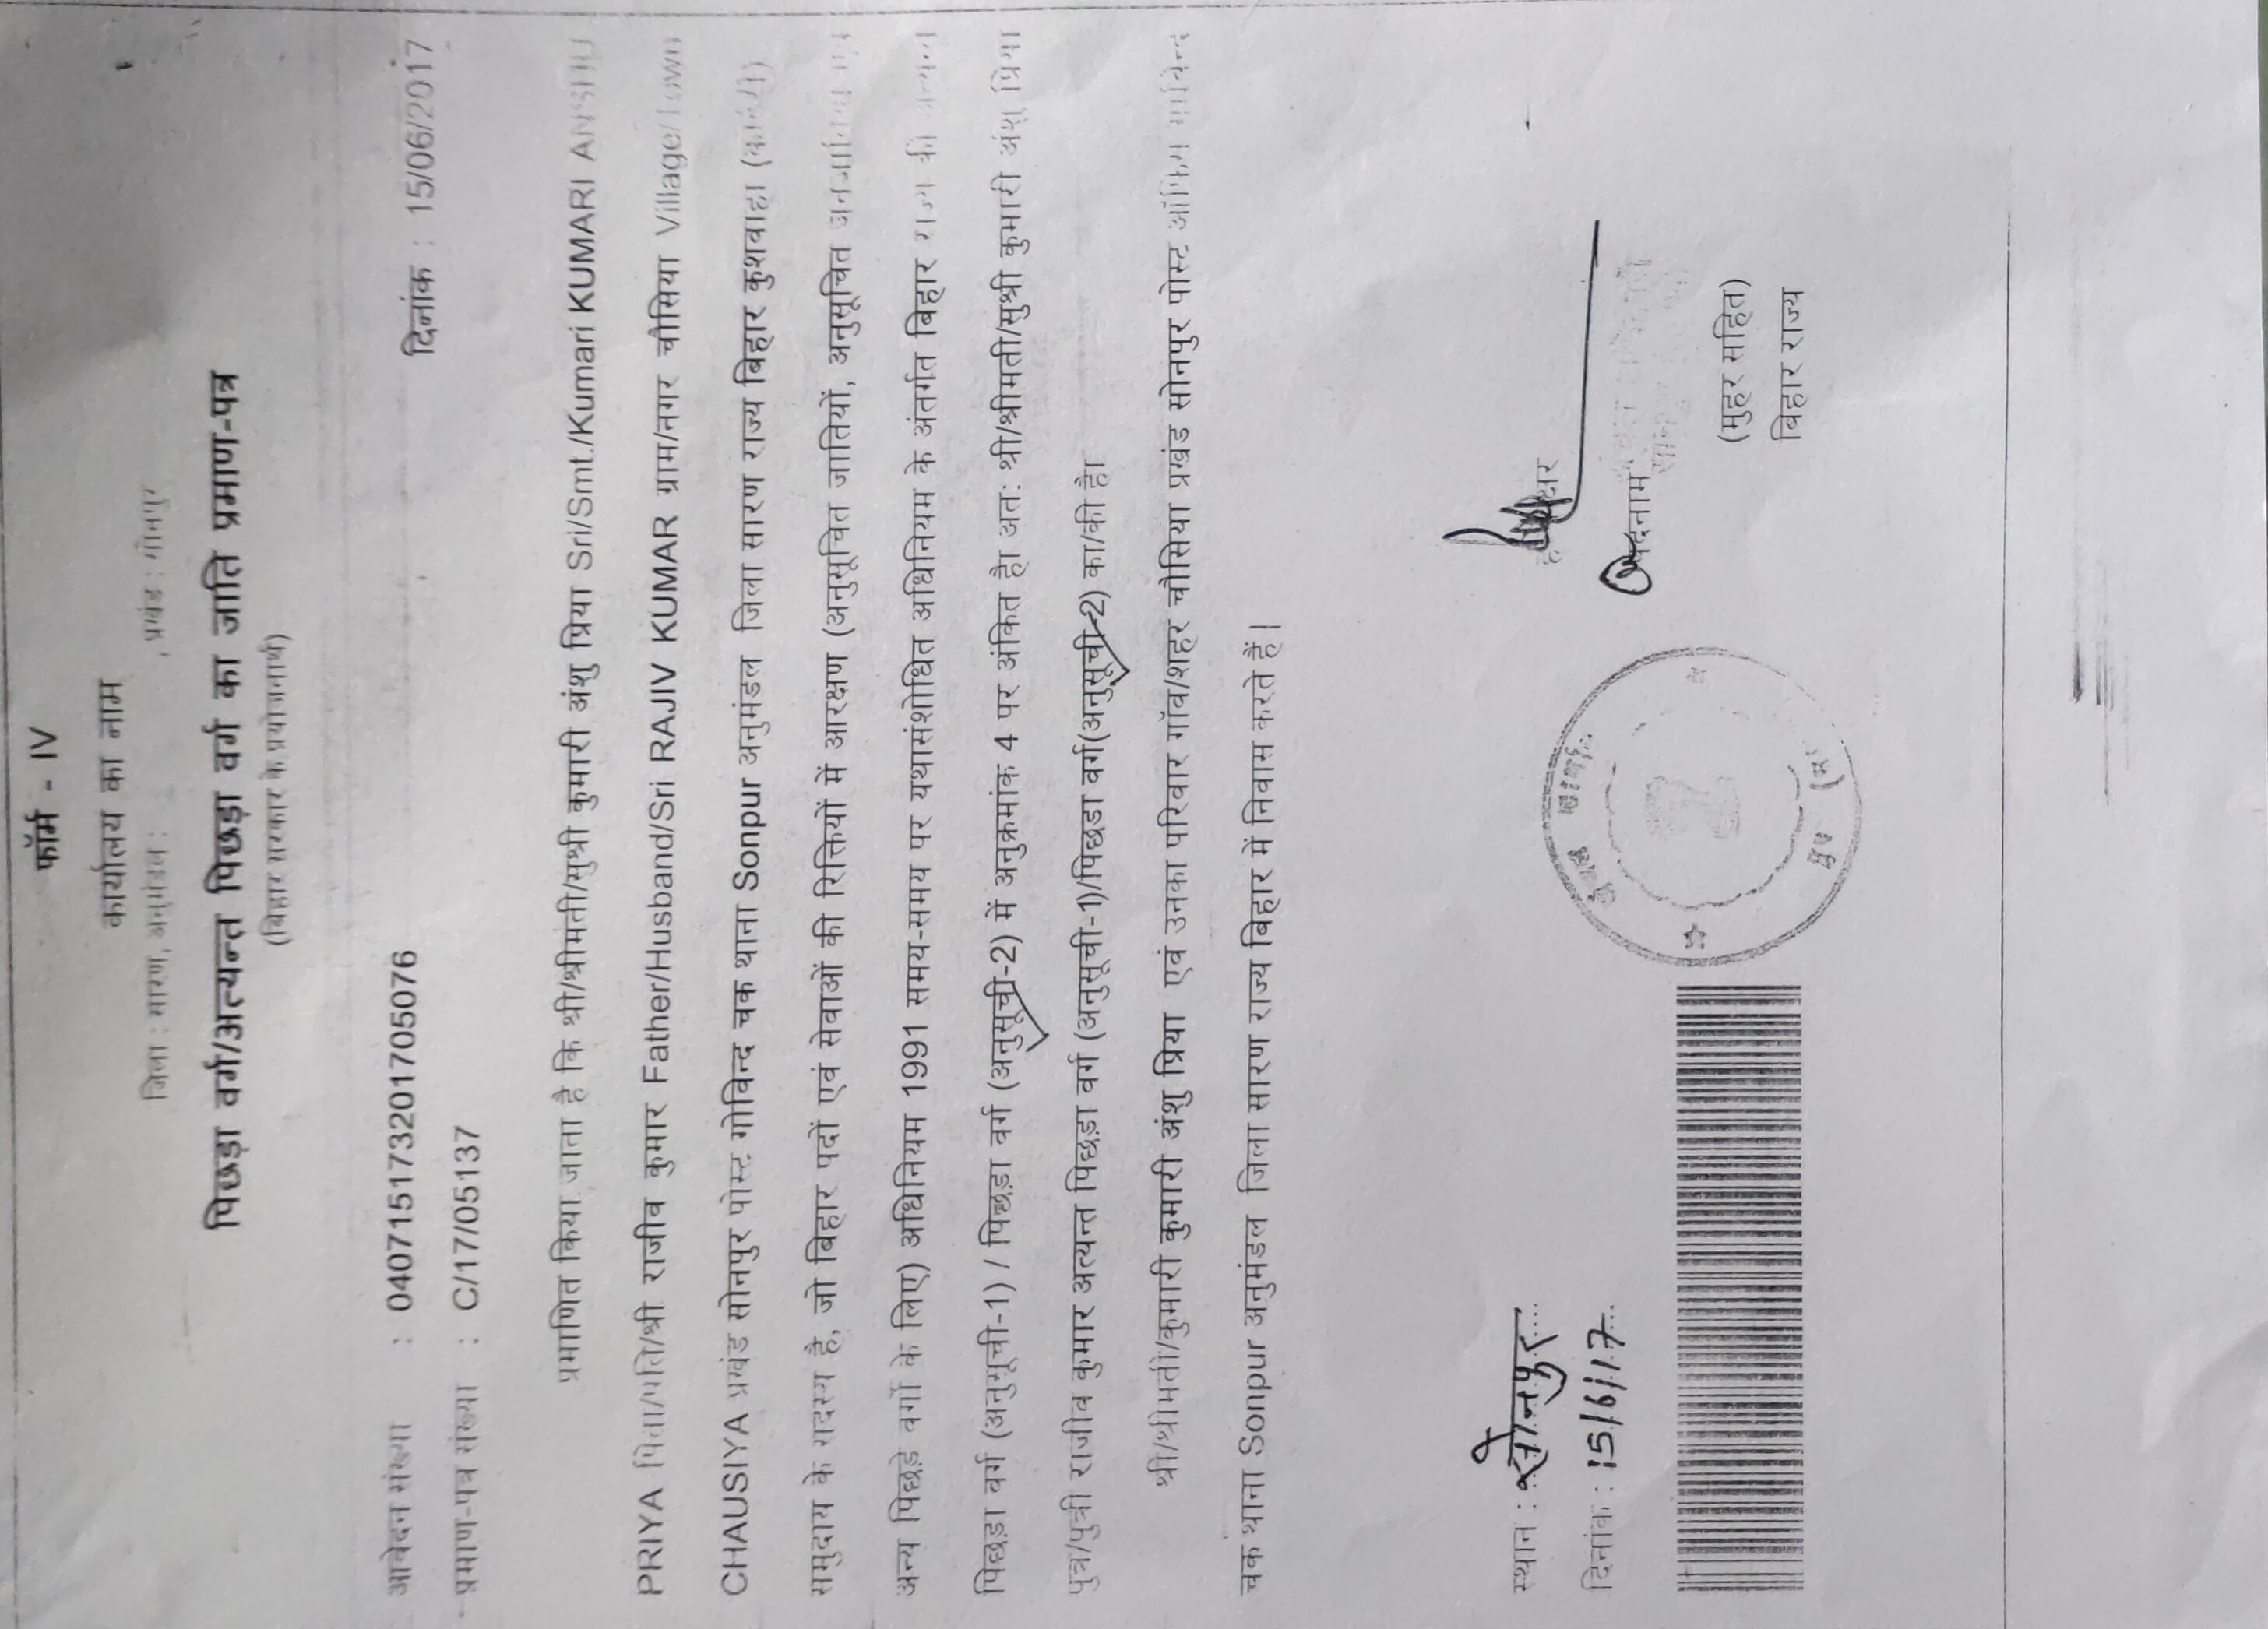 फॉर्म - IV
कार्यालय का नाम
जिला : सारण, अनुमंडल : , प्रखंड : सोनपुर
पिछड़ा वर्ग/अत्यन्त पिछड़ा वर्ग का जाति प्रमाण-पत्र
(बिहार सरकार के प्रयोजनार्थ)
आवेदन संख्या : 040715173201705076
दिनांक : 15/06/2017
प्रमाण-पत्र संख्या : C/17/05137
प्रमाणित किया जाता है कि श्री/श्रीमती/सुश्री कुमारी अंशु प्रिया Sri/Smt./Kumari KUMARI ANSHU
PRIYA पिता/पति/श्री राजीव कुमार Father/Husband/Sri RAJIV KUMAR ग्राम/नगर चौसिया Village/Town
CHAUSIYA प्रखंड सोनपुर पोस्ट गोविन्द चक थाना Sonpur अनुमंडल जिला सारण राज्य बिहार कुशवाहा
समुदाय के सदस्य है, जो बिहार पदों एवं सेवाओं की रिक्तियों में आरक्षण (अनुसूचित जातियों, अनुसूचित
अन्य पिछड़े वर्गो के लिए) अधिनियम 1991 समय-समय पर यथासंशोधित अधिनियम के अंतर्गत बिहार राज्य की अत्यन्त
पिछड़ा वर्ग (अनुसूची-1) / पिछड़ा वर्ग (अनुसूची-2) में अनुक्रमांक 4 पर अंकित है। अत: श्री/श्रीमती/सुश्री कुमारी अंशु प्रिया
पुत्र/पुत्री राजीव कुमार अत्यन्त पिछड़ा वर्ग (अनुसूची-1)/पिछडा वर्ग(अनुसूची-2) का/की है।
श्री/श्रीमती/कुमारी कुमारी अंशु प्रिया एवं उनका परिवार गॉव/शहर चौसिया प्रखंड सोनपुर पोस्ट ऑफिस गोविन्द
चक थाना Sonpur अनुमंडल जिला सारण राज्य बिहार में निवास करते हैं |
स्थान : सोनपुर
दिनांक : 15/6/17
पदनाम
(मुहर सहित)
बिहार राज्य